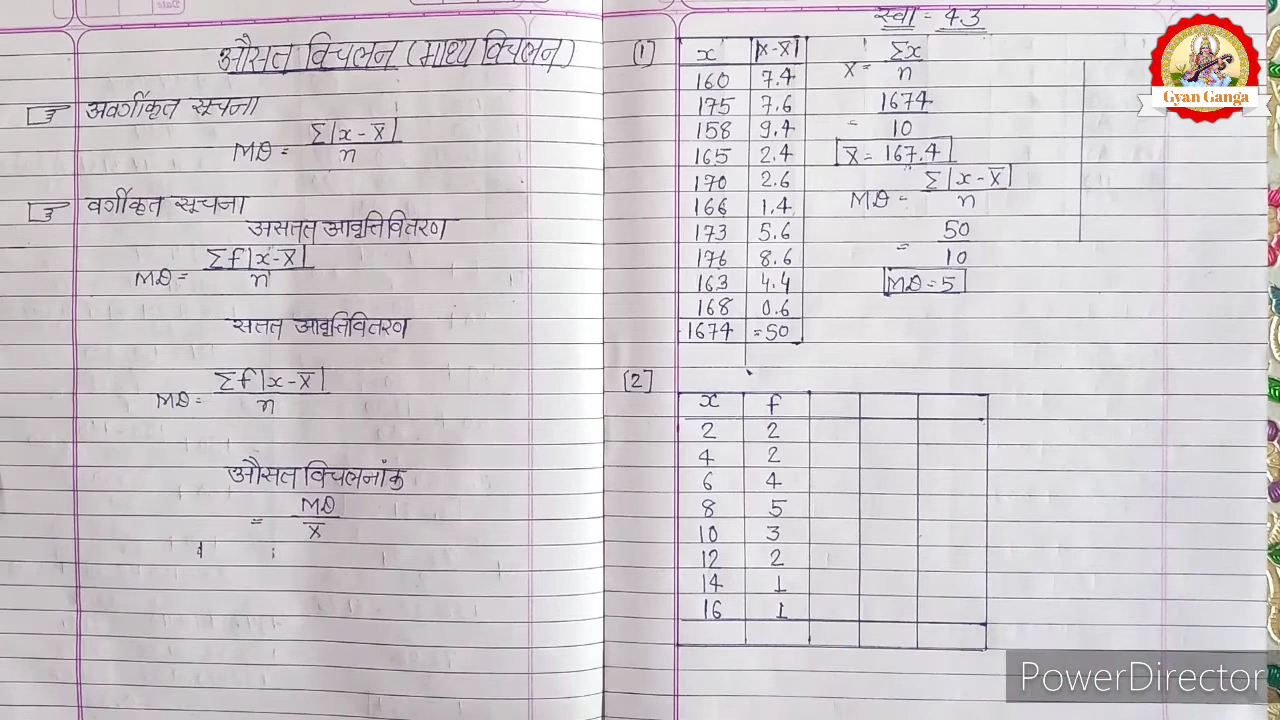 औसत विचलन (माध्य विचलन)
अवर्गीकृत सूचना
MD = Σ|x - x̅| / n
वर्गीकृत सूचना
असतत आवृत्तिवितरण
MD = Σf|x-x̅| / n
सतत आवृत्तिवितरण
MD = Σf|x-x̅| / n
औसत विचलनांक
= MD / x̅
स्वा - 4.3
(1)
x |x-x̅|
160 7.4
175 7.6
158 9.4
165 2.4
170 2.6
166 1.4
173 5.6
176 8.6
163 4.4
168 0.6
1674 =50
x̅ = Σx / n
= 1674 / 10
x̅ = 167.4
MD = Σ|x-x̅| / n
= 50 / 10
MD = 5
[2]
x f
2 2
4 2
6 4
8 5
10 3
12 2
14 1
16 1
Gyan Ganga
PowerDirector